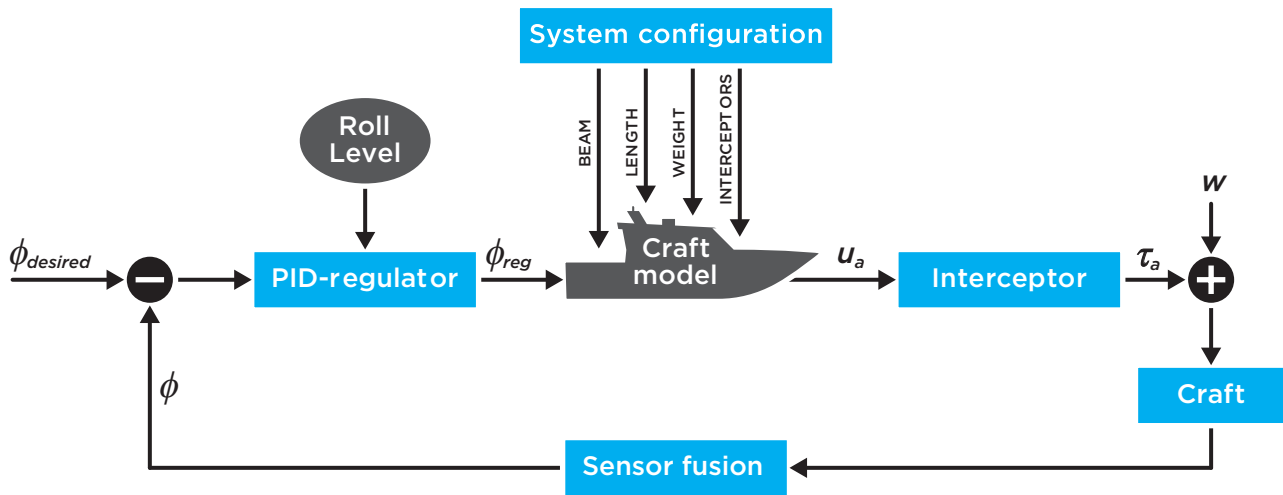 System configuration
BEAM
LENGTH
WEIGHT
INTERCEPTORS
Roll
Level
w
ϕdesired
−
PID-regulator
ϕreg
Craft
model
ua
Interceptor
τa
+
ϕ
Craft
Sensor fusion